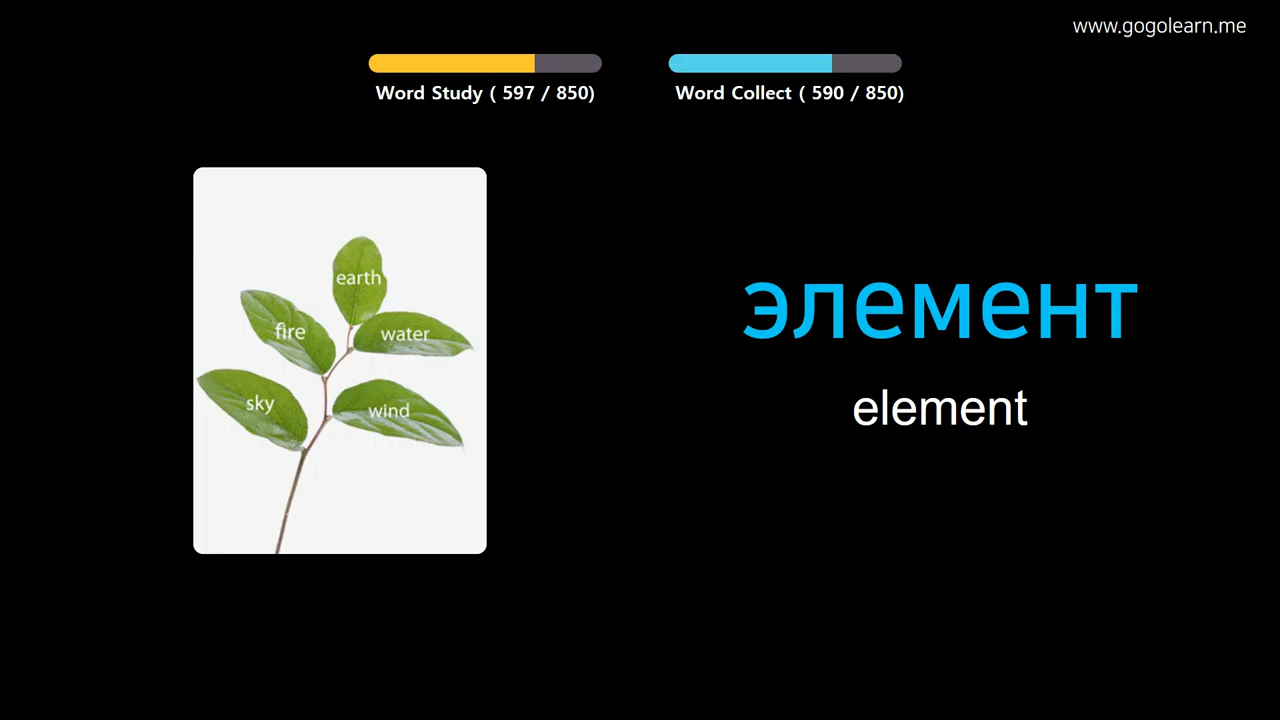 www.gogolearn.me
Word Study ( 597 / 850)
Word Collect ( 590 / 850)
earth
fire
water
sky
wind
элемент
element